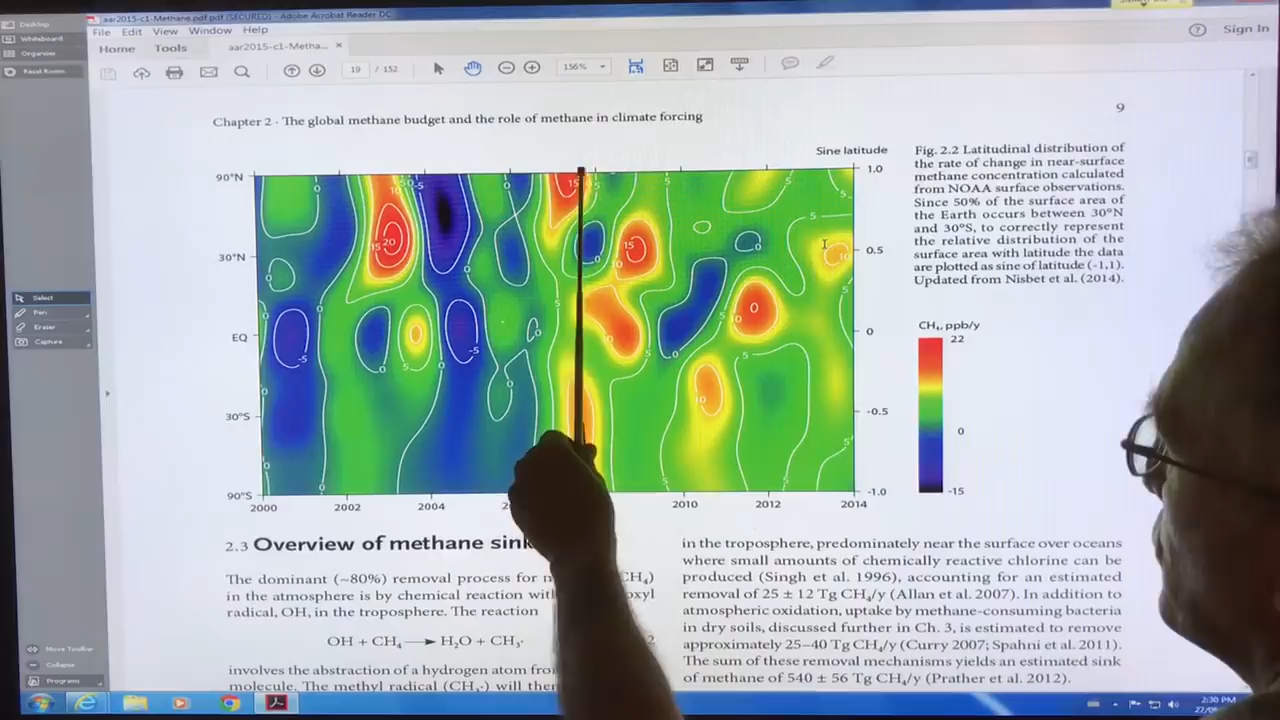 aar2015-c1-Methane.pdf.pdf (SECURED) - Adobe Acrobat Reader DC
File Edit View Window Help
Home Tools aar2015-c1-Metha... ×
Sign In
19 / 152
156%
Desktop
Whiteboard
Organiser
Select
Pen
Eraser
Capture
Move Toolbar
Collapse
Programs
Chapter 2 · The global methane budget and the role of methane in climate forcing
9
Sine latitude
90°N
30°N
EQ
30°S
90°S
1.0
0.5
0
-0.5
-1.0
2000 2002 2004 2010 2012 2014
Fig. 2.2 Latitudinal distribution of
the rate of change in near-surface
methane concentration calculated
from NOAA surface observations.
Since 50% of the surface area of
the Earth occurs between 30°N
and 30°S, to correctly represent
the relative distribution of the
surface area with latitude the data
are plotted as sine of latitude (-1,1).
Updated from Nisbet et al. (2014).
CH₄, ppb/y
22
0
-15
2.3 Overview of methane sink
The dominant (~80%) removal process for CH₄)
in the atmosphere is by chemical reaction oxyl
radical, OH, in the troposphere. The reaction
OH + CH₄ → H₂O + CH₃· 2
involves the abstraction of a hydrogen atom
molecule. The methyl radical (CH₃·) will then
in the troposphere, predominately near the surface over oceans
where small amounts of chemically reactive chlorine can be
produced (Singh et al. 1996), accounting for an estimated
removal of 25 ± 12 Tg CH₄/y (Allan et al. 2007). In addition to
atmospheric oxidation, uptake by methane-consuming bacteria
in dry soils, discussed further in Ch. 3, is estimated to remove
approximately 25–40 Tg CH₄/y (Curry 2007; Spahni et al. 2011).
The sum of these removal mechanisms yields an estimated sink
of methane of 540 ± 56 Tg CH₄/y (Prather et al. 2012).
2:30 PM